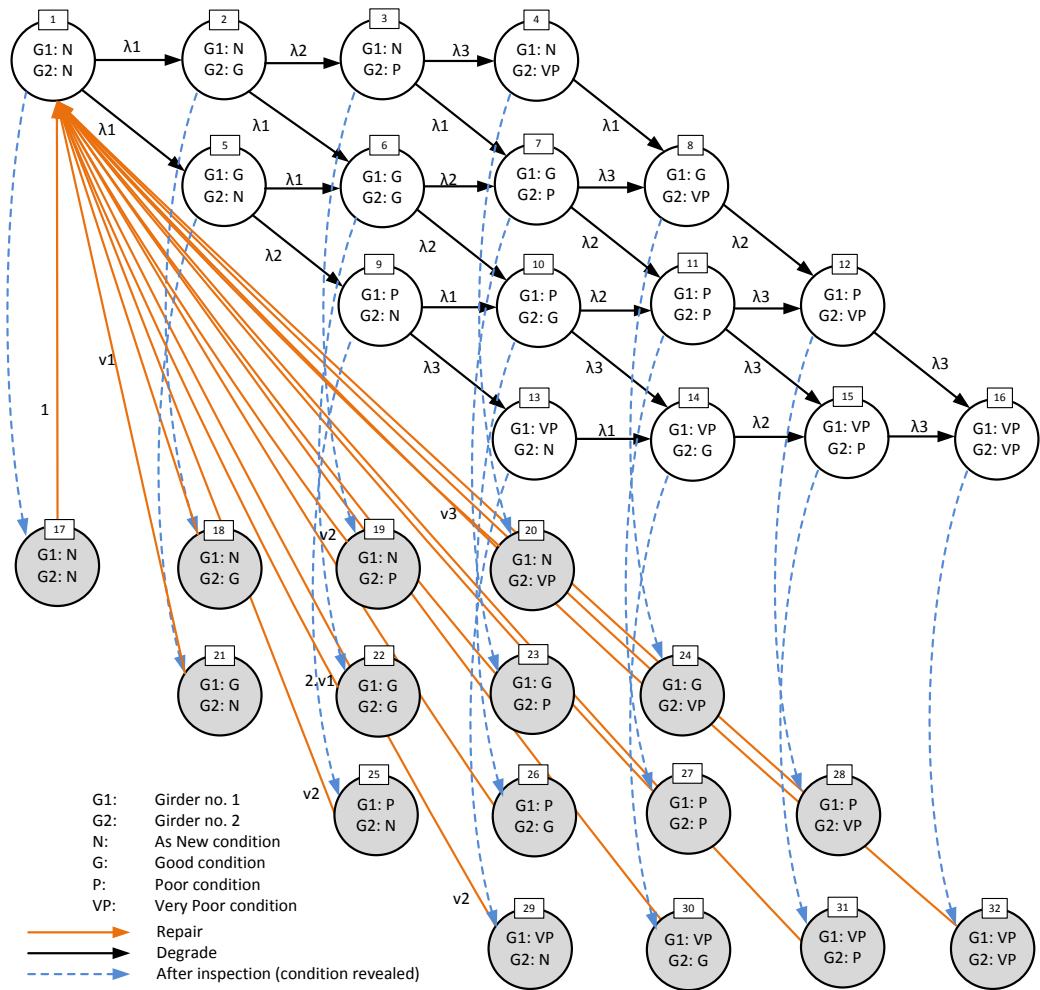 1
2
3
4
G1: N
G2: N
λ1
G1: N
G2: G
λ2
G1: N
G2: P
λ3
G1: N
G2: VP
λ1
λ1
λ1
λ1
5
6
7
8
G1: G
G2: N
λ1
G1: G
G2: G
λ2
G1: G
G2: P
λ3
G1: G
G2: VP
λ2
λ2
λ2
λ2
9
10
11
12
G1: P
G2: N
λ1
G1: P
G2: G
λ2
G1: P
G2: P
λ3
G1: P
G2: VP
v1
λ3
λ3
λ3
λ3
13
14
15
16
1
G1: VP
G2: N
λ1
G1: VP
G2: G
λ2
G1: VP
G2: P
λ3
G1: VP
G2: VP
17
18
19
20
v2
v3
G1: N
G2: N
G1: N
G2: G
G1: N
G2: P
G1: N
G2: VP
21
22
23
24
2.v1
G1: G
G2: N
G1: G
G2: G
G1: G
G2: P
G1: G
G2: VP
25
26
27
28
v2
G1: P
G2: N
G1: P
G2: G
G1: P
G2: P
G1: P
G2: VP
v2
29
30
31
32
G1: VP
G2: N
G1: VP
G2: G
G1: VP
G2: P
G1: VP
G2: VP
G1: Girder no. 1
G2: Girder no. 2
N: As New condition
G: Good condition
P: Poor condition
VP: Very Poor condition
Repair
Degrade
After inspection (condition revealed)